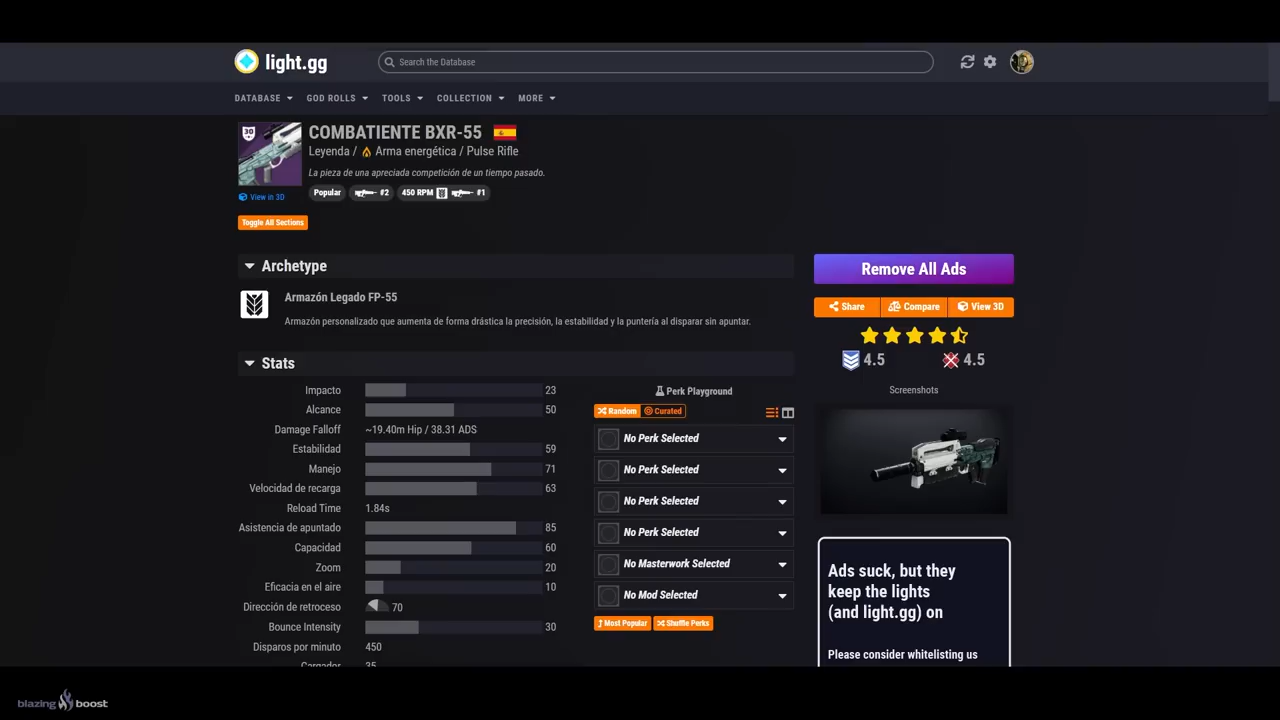 light.gg
Search the Database
DATABASE GOD ROLLS TOOLS COLLECTION MORE
30
COMBATIENTE BXR-55
Leyenda / Arma energética / Pulse Rifle
La pieza de una apreciada competición de un tiempo pasado.
View in 3D
Popular #2 450 RPM #1
Toggle All Sections
Archetype
Armazón Legado FP-55
Armazón personalizado que aumenta de forma drástica la precisión, la estabilidad y la puntería al disparar sin apuntar.
Stats
Impacto 23
Alcance 50
Damage Falloff ~19.40m Hip / 38.31 ADS
Estabilidad 59
Manejo 71
Velocidad de recarga 63
Reload Time 1.84s
Asistencia de apuntado 85
Capacidad 60
Zoom 20
Eficacia en el aire 10
Dirección de retroceso 70
Bounce Intensity 30
Disparos por minuto 450
Cargador 35
Perk Playground
Random Curated
No Perk Selected
No Perk Selected
No Perk Selected
No Perk Selected
No Masterwork Selected
No Mod Selected
Most Popular Shuffle Perks
Remove All Ads
Share Compare View 3D
4.5 4.5
Screenshots
Ads suck, but they
keep the lights
(and light.gg) on
Please consider whitelisting us
blazing boost